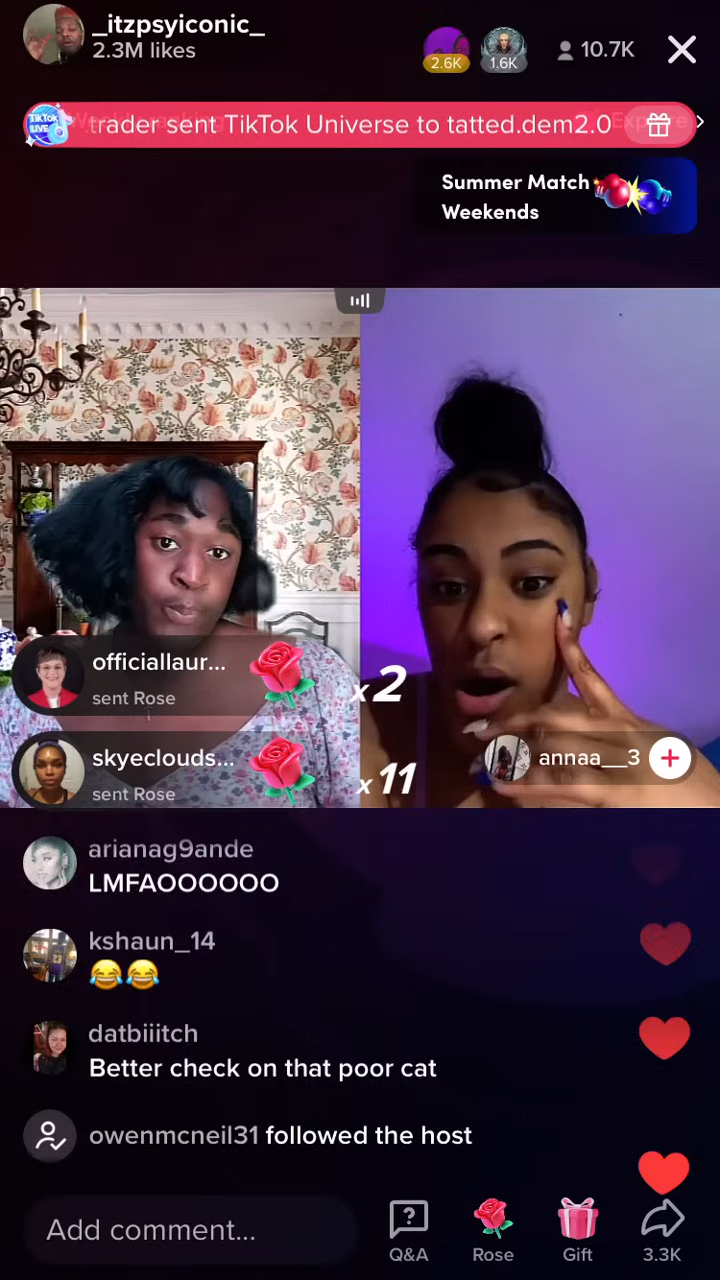 _itzpsyiconic_
2.3M likes
2.6K
1.6K
10.7K
TikTok
LIVE
trader sent TikTok Universe to tatted.dem2.0
Summer Match
Weekends
officiallaur...
sent Rose
x2
skyeclouds...
sent Rose
x11
annaa__3
arianag9ande
LMFAOOOOOO
kshaun_14
😂😂
datbiiitch
Better check on that poor cat
owenmcneil31 followed the host
Add comment...
Q&A
Rose
Gift
3.3K